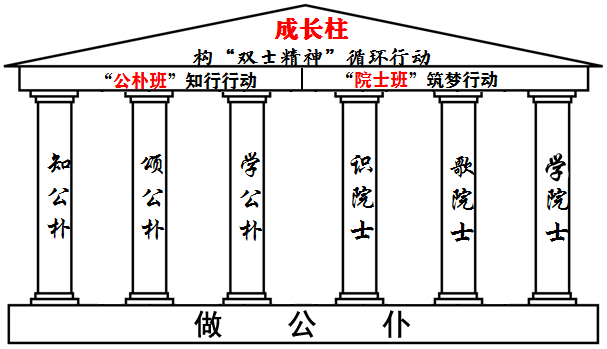 成长柱
构“双士精神”循环行动
“公朴班”知行行动
“院士班”筑梦行动
知公朴
颂公朴
学公朴
识院士
歌院士
学院士
做公仆